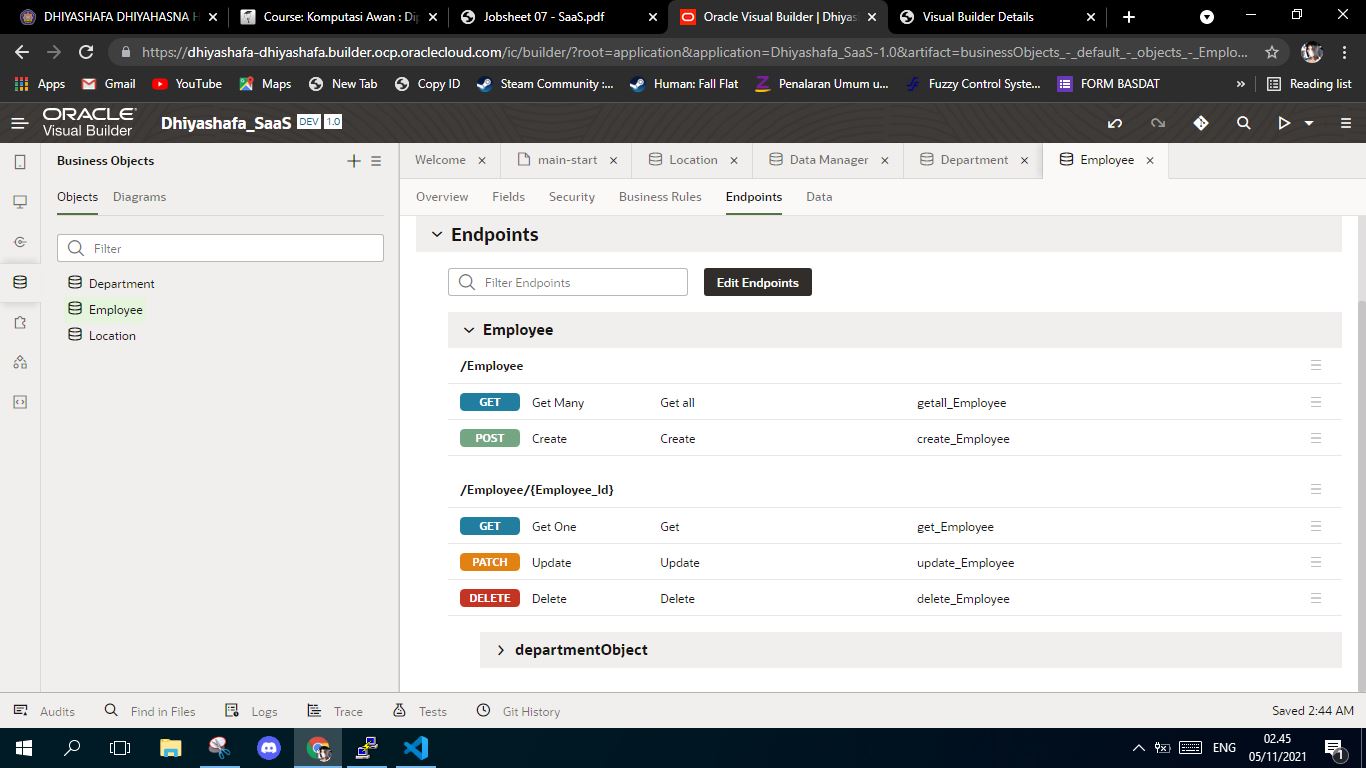 DHIYASHAFA DHIYAHASNA H
Course: Komputasi Awan : Dip
Jobsheet 07 - SaaS.pdf
Oracle Visual Builder | Dhiyash
Visual Builder Details
https://dhiyashafa-dhiyashafa.builder.ocp.oraclecloud.com/ic/builder/?root=application&application=Dhiyashafa_SaaS-1.0&artifact=businessObjects_-_default_-_objects_-_Emplo...
Apps Gmail YouTube Maps New Tab Copy ID Steam Community :... Human: Fall Flat Penalaran Umum u... Fuzzy Control Syste... FORM BASDAT » Reading list
ORACLE
Visual Builder
Dhiyashafa_SaaS DEV 1.0
Business Objects
Welcome main-start Location Data Manager Department Employee
Objects Diagrams
Overview Fields Security Business Rules Endpoints Data
Filter
Department
Employee
Location
Endpoints
Filter Endpoints Edit Endpoints
Employee
/Employee
GET Get Many Get all getall_Employee
POST Create Create create_Employee
/Employee/{Employee_Id}
GET Get One Get get_Employee
PATCH Update Update update_Employee
DELETE Delete Delete delete_Employee
departmentObject
Audits Find in Files Logs Trace Tests Git History Saved 2:44 AM
ENG
02.45
05/11/2021
1